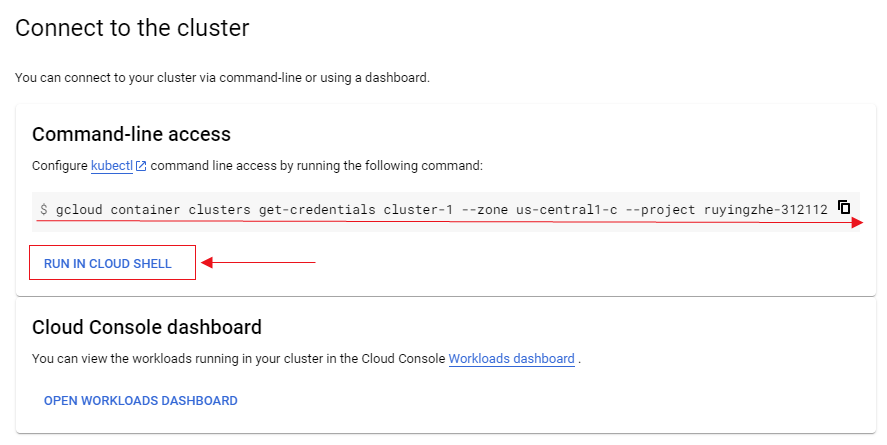 Connect to the cluster
You can connect to your cluster via command-line or using a dashboard.
Command-line access
Configure kubectl command line access by running the following command:
$ gcloud container clusters get-credentials cluster-1 --zone us-central1-c --project ruyingzhe-312112
RUN IN CLOUD SHELL
Cloud Console dashboard
You can view the workloads running in your cluster in the Cloud Console Workloads dashboard .
OPEN WORKLOADS DASHBOARD